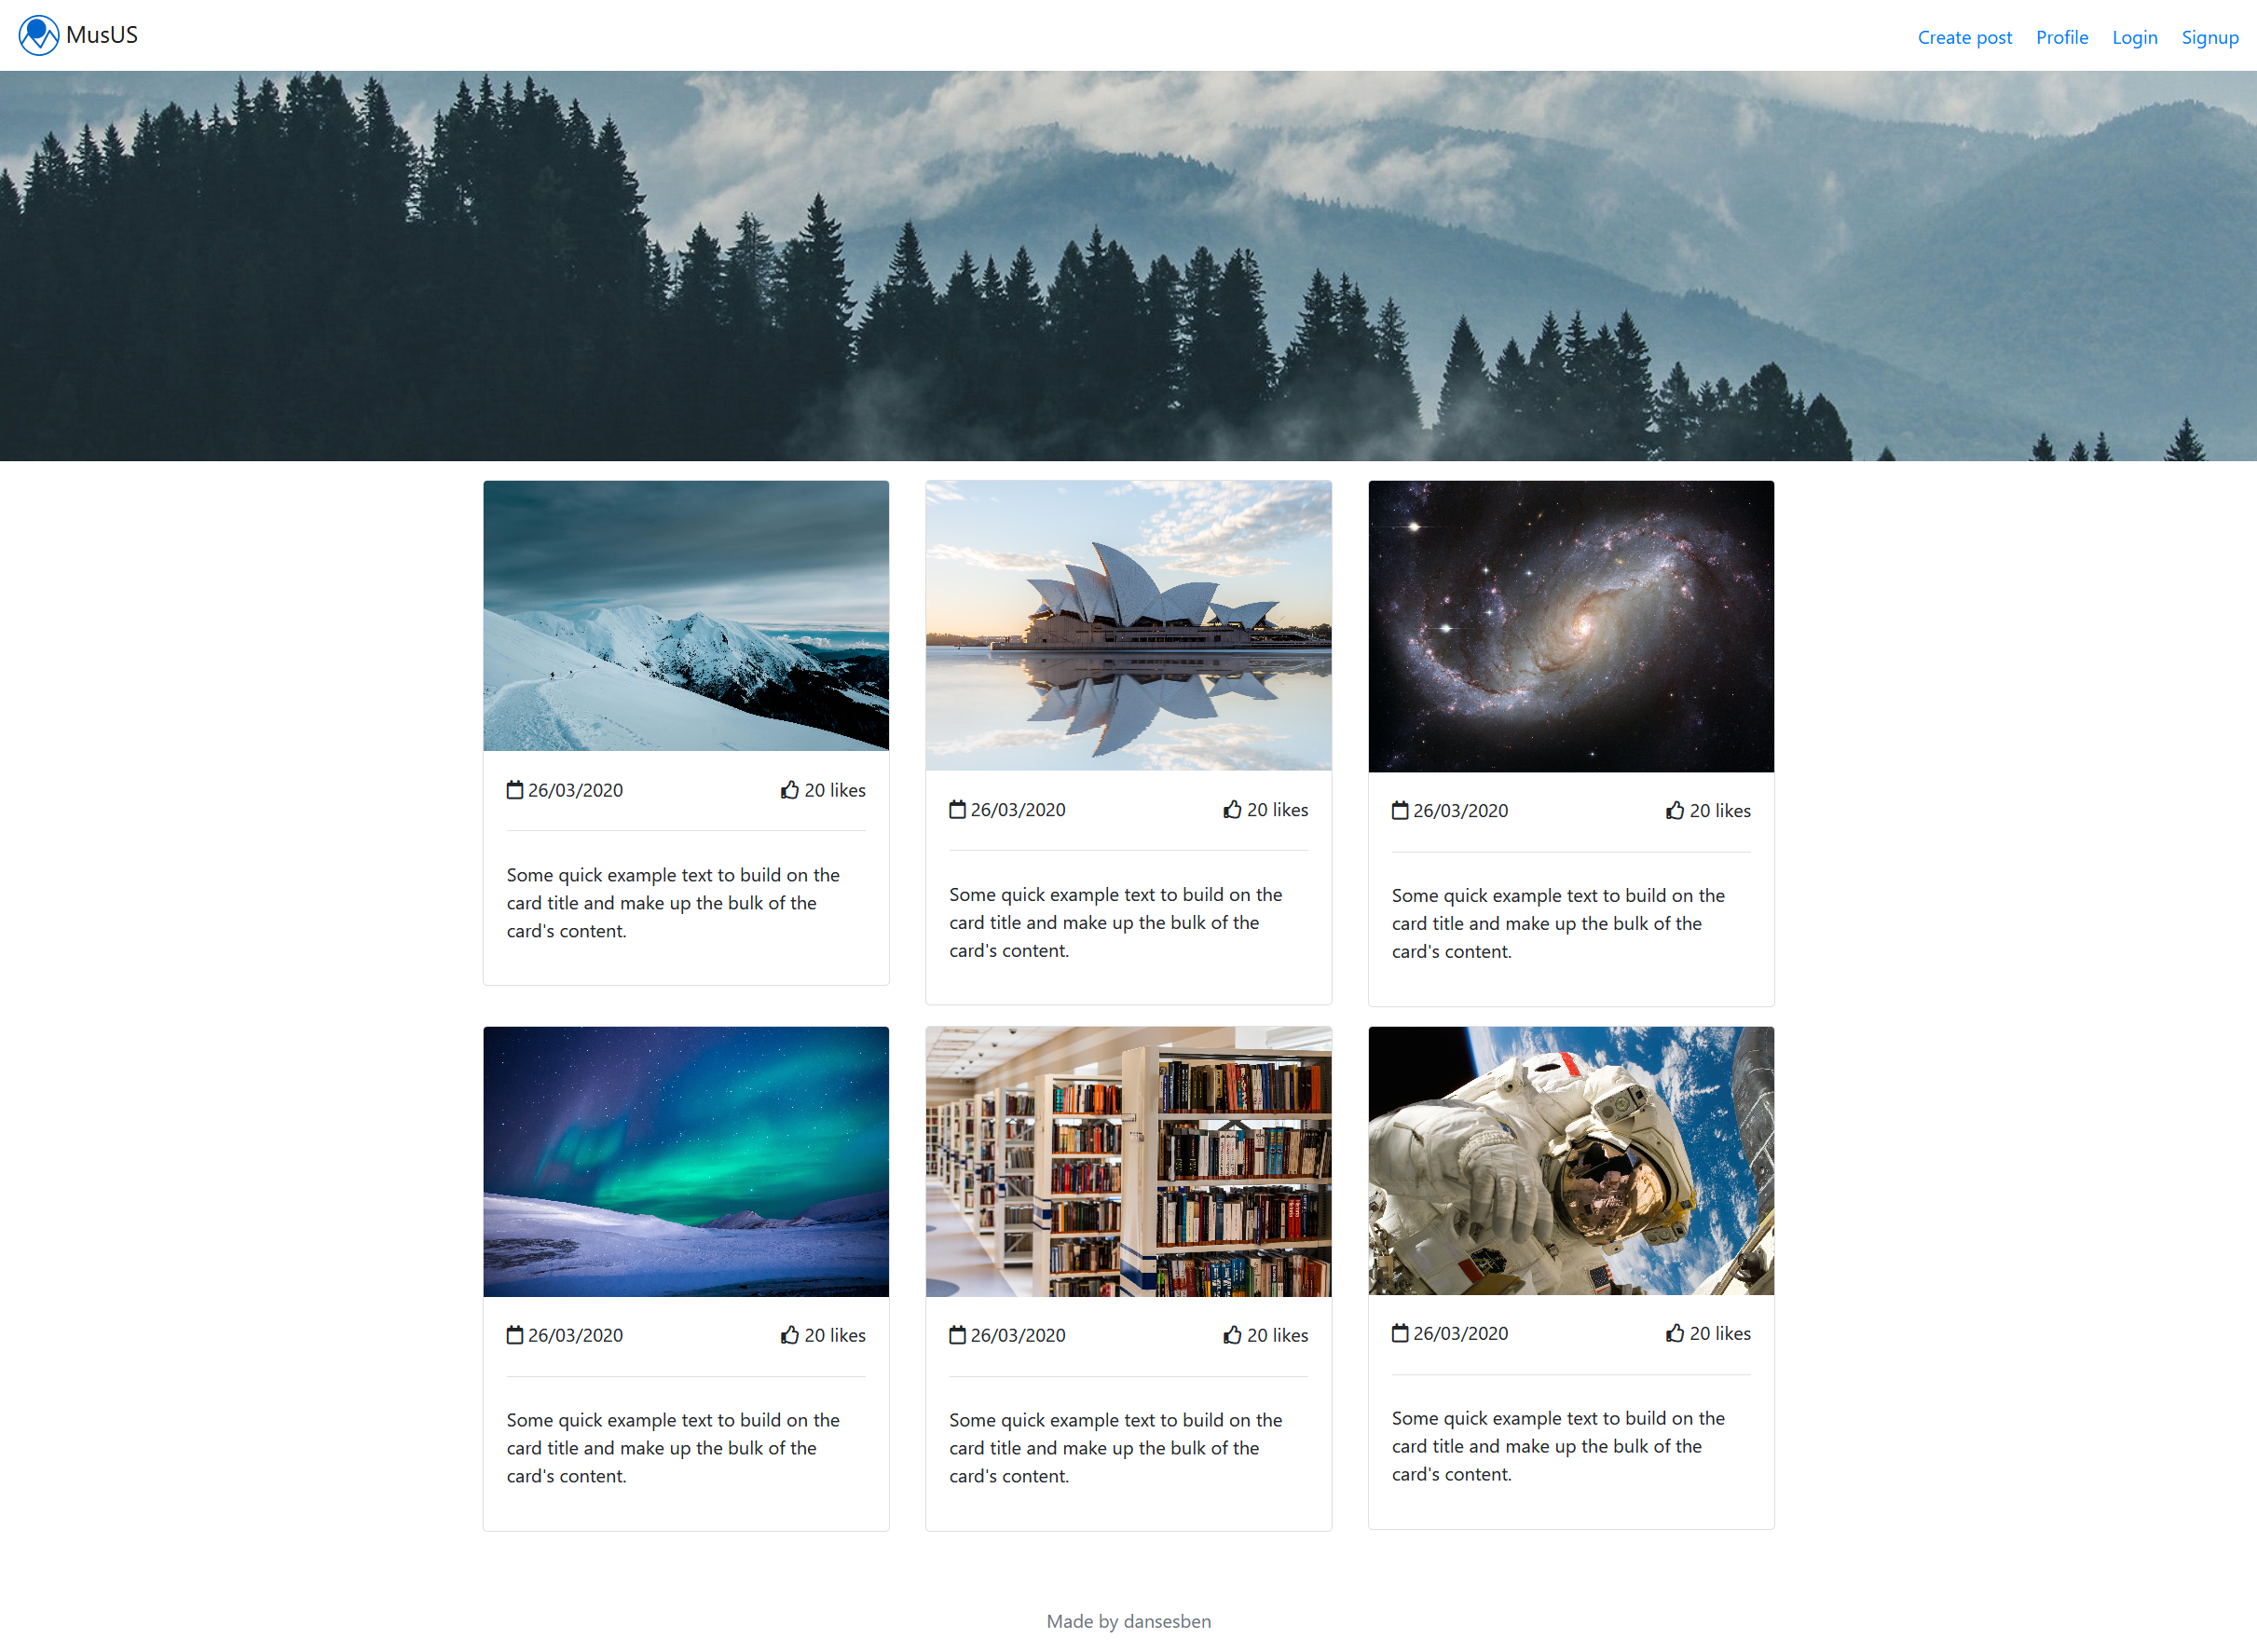 MusUS
Create post Profile Login Signup
26/03/2020 20 likes
Some quick example text to build on the
card title and make up the bulk of the
card's content.
26/03/2020 20 likes
Some quick example text to build on the
card title and make up the bulk of the
card's content.
26/03/2020 20 likes
Some quick example text to build on the
card title and make up the bulk of the
card's content.
26/03/2020 20 likes
Some quick example text to build on the
card title and make up the bulk of the
card's content.
26/03/2020 20 likes
Some quick example text to build on the
card title and make up the bulk of the
card's content.
26/03/2020 20 likes
Some quick example text to build on the
card title and make up the bulk of the
card's content.
Made by dansesben